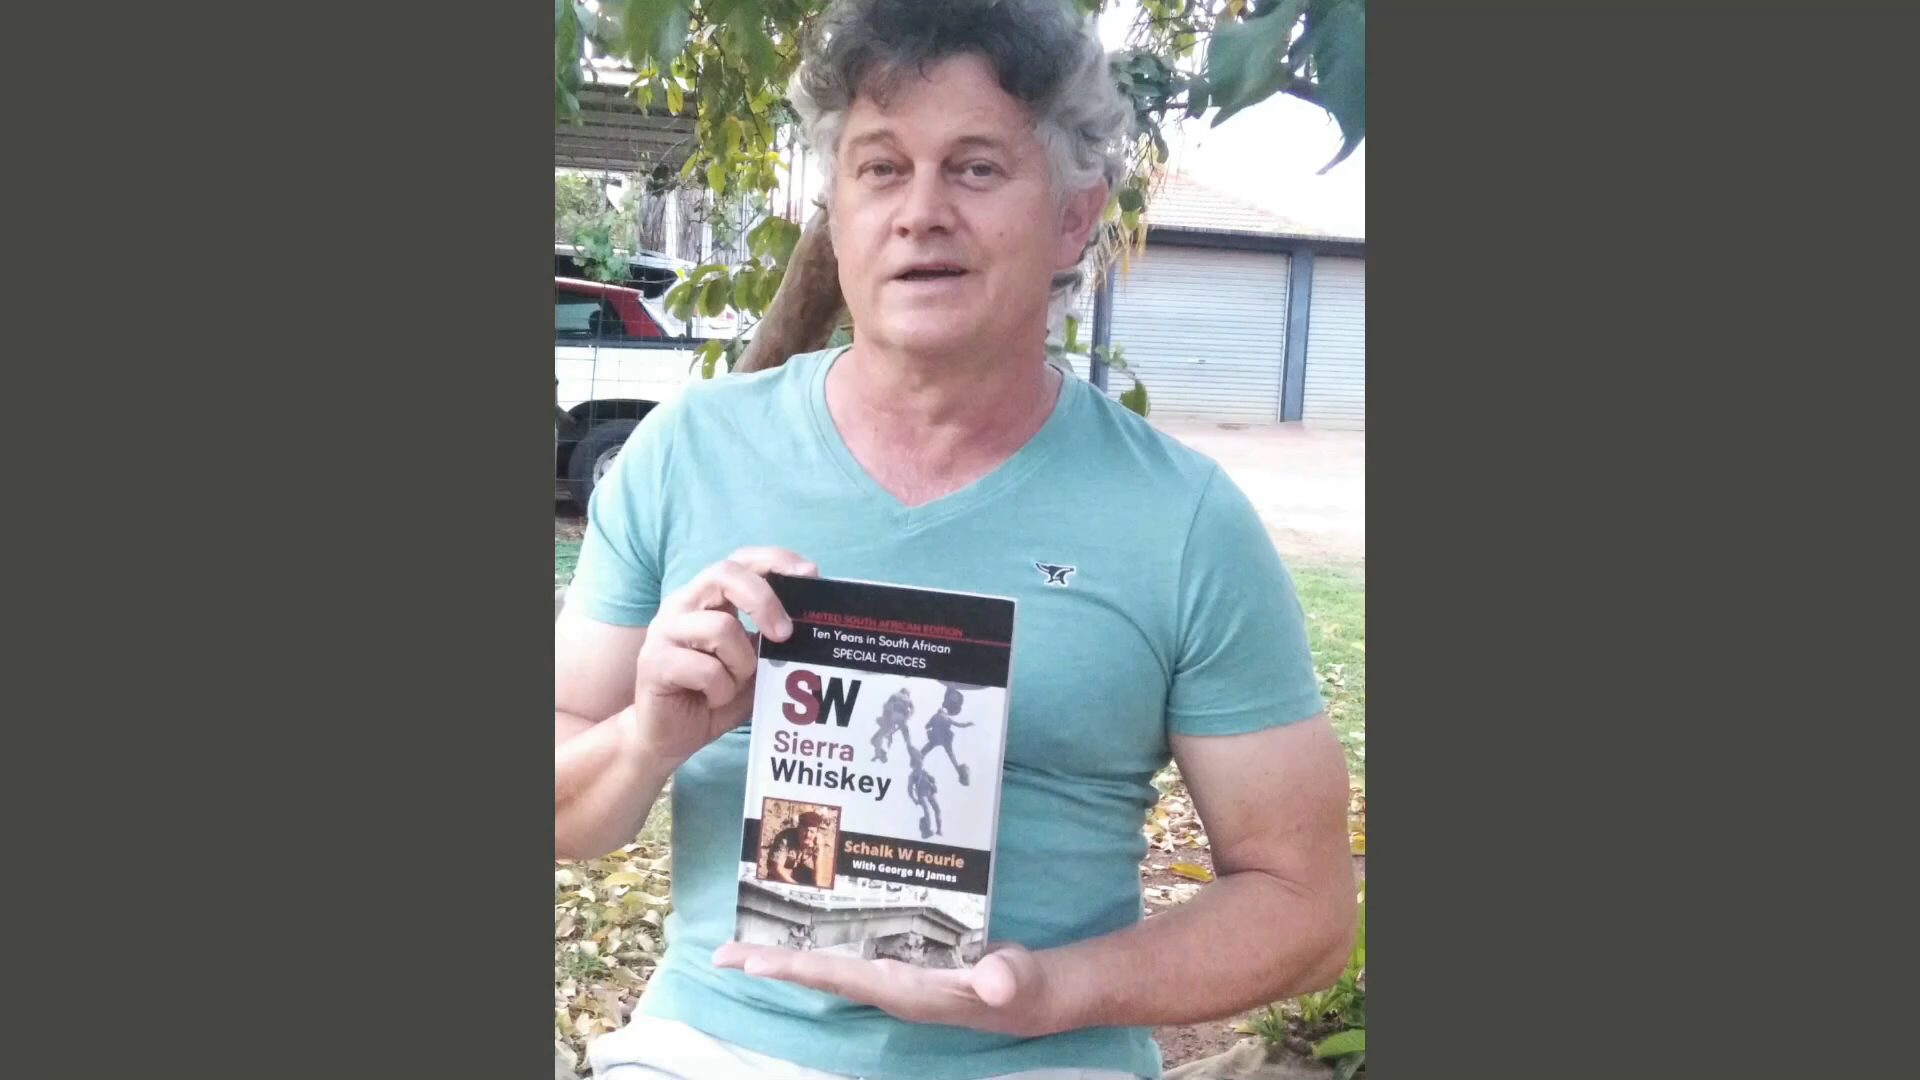 LIMITED SOUTH AFRICAN EDITION
Ten Years in South African
SPECIAL FORCES
SW
Sierra
Whiskey
Schalk W Fourie
With George M James